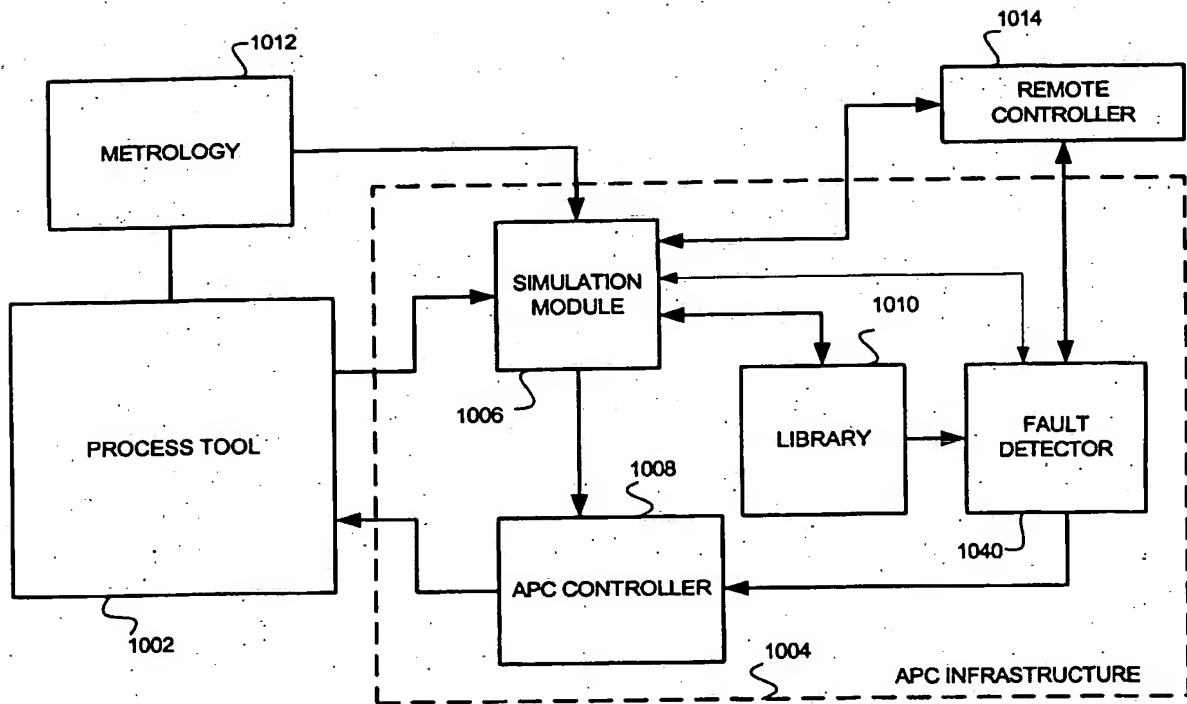 1012
1014
METROLOGY
REMOTE
CONTROLLER
SIMULATION
MODULE
1010
1006
PROCESS TOOL
LIBRARY
FAULT
DETECTOR
1008
1040
APC CONTROLLER
1002
1004
APC INFRASTRUCTURE